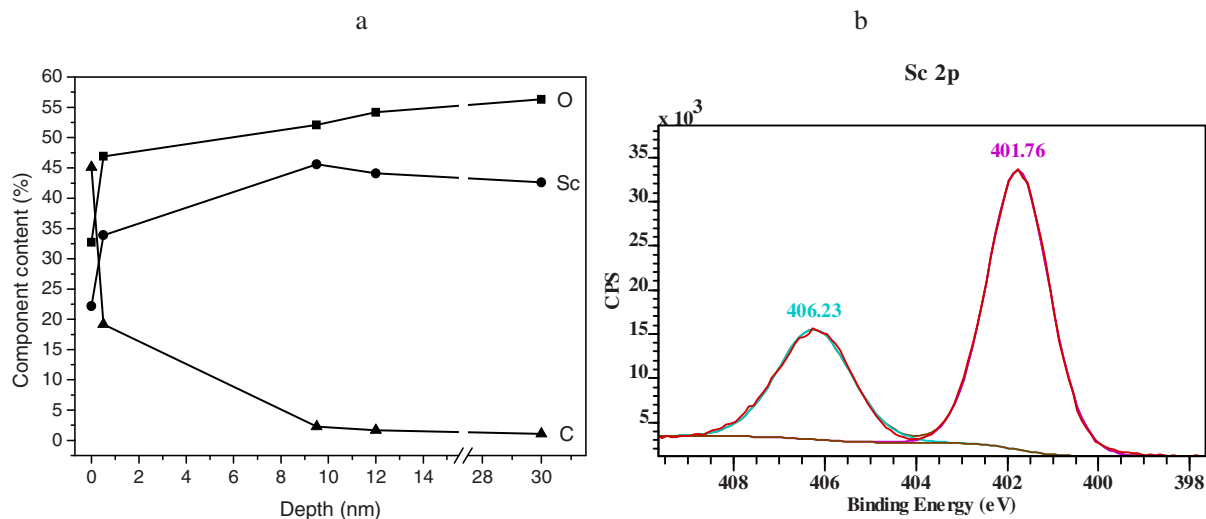 a
b
60
55
50
45
40
35
30
25
20
15
10
5
0
Component content (%)
O
Sc
C
0 2 4 6 8 10 12 14 28 30
Depth (nm)
Sc 2p
x 10³
401.76
406.23
35
30
25
20
15
10
5
CPS
408 406 404 402 400 398
Binding Energy (eV)